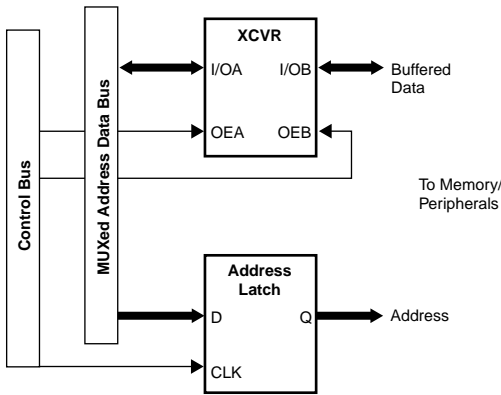 XCVR
I/OA
I/OB
Buffered
Data
OEA
OEB
Control Bus
MUXed Address Data Bus
To Memory/
Peripherals
Address
Latch
D
Q
Address
CLK